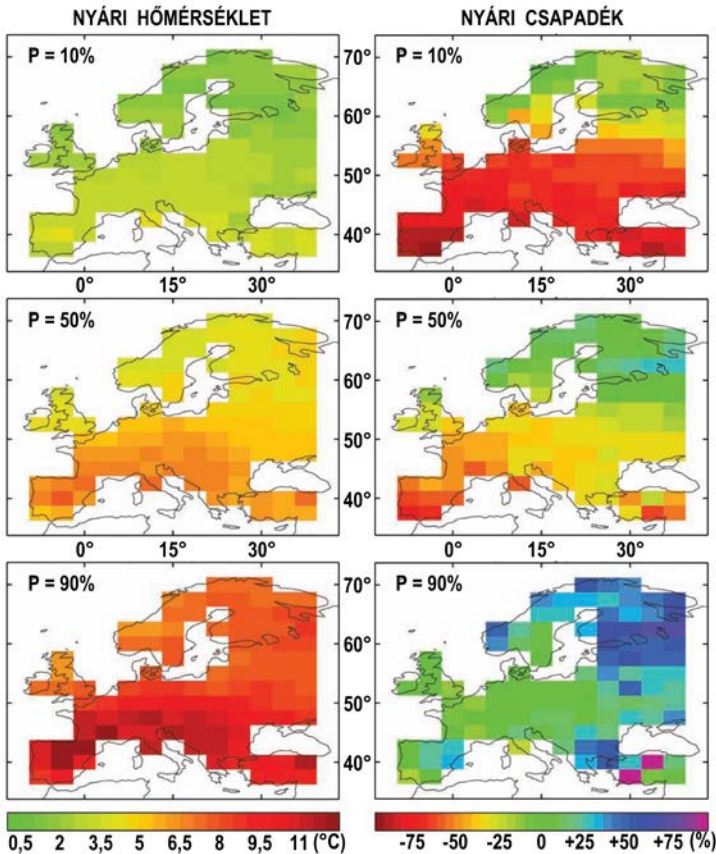 NYÁRI HŐMÉRSÉKLET
NYÁRI CSAPADÉK
P = 10%
P = 10%
70°
60°
50°
40°
0° 15° 30°
0° 15° 30°
P = 50%
P = 50%
70°
60°
50°
40°
0° 15° 30°
0° 15° 30°
P = 90%
P = 90%
70°
60°
50°
40°
0,5 2 3,5 5 6,5 8 9,5 11 (°C)
-75 -50 -25 0 +25 +50 +75 (%)